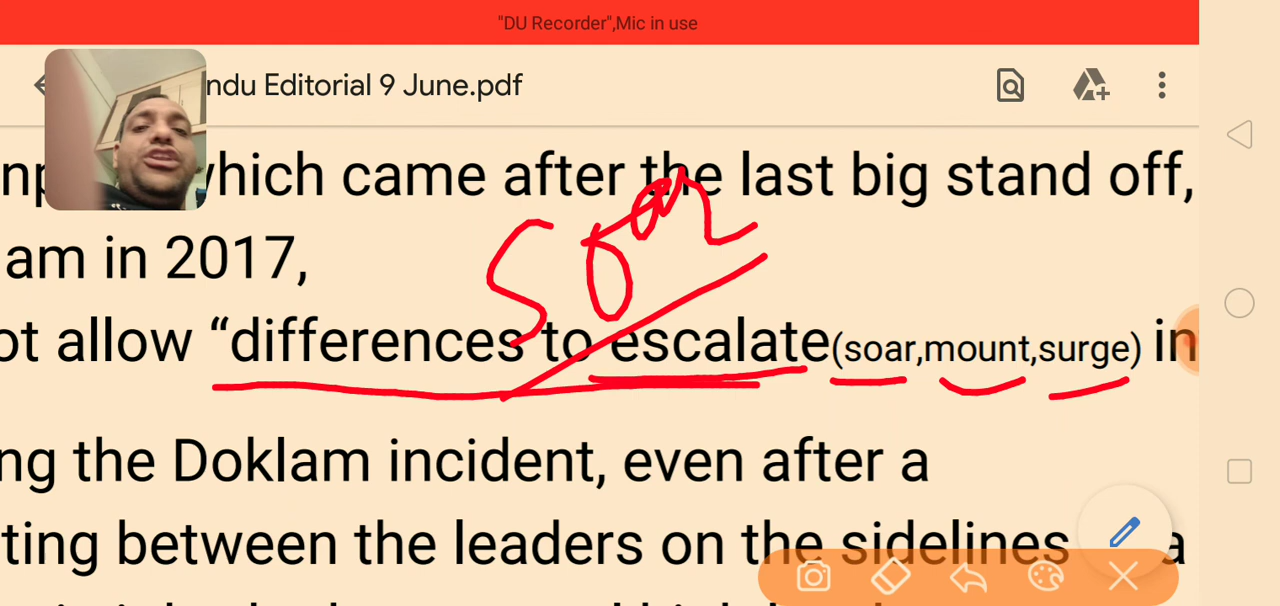 "DU Recorder",Mic in use
ndu Editorial 9 June.pdf
which came after the last big stand off,
am in 2017,
soar
ot allow “differences to escalate(soar,mount,surge) in
ng the Doklam incident, even after a
ting between the leaders on the sidelines a